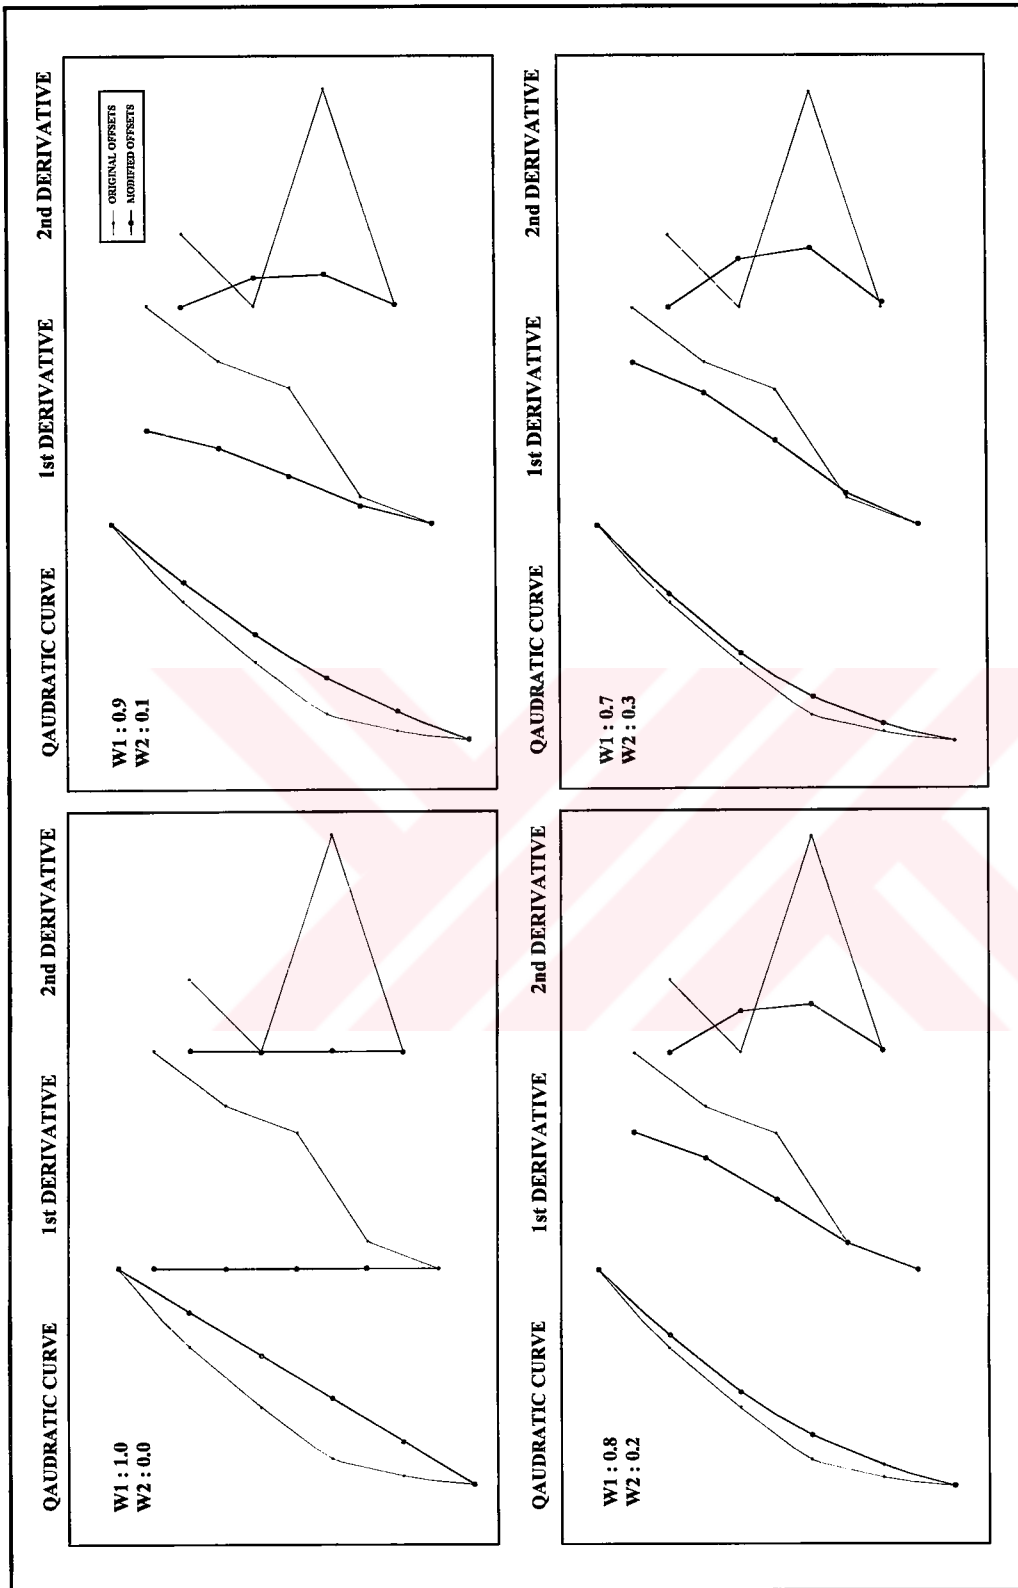 QAUDRATIC CURVE 1st DERIVATIVE 2nd DERIVATIVE
W1 : 1.0
W2 : 0.0
QAUDRATIC CURVE 1st DERIVATIVE 2nd DERIVATIVE
W1 : 0.9
W2 : 0.1
ORIGINAL OFFSETS
MODIFIED OFFSETS
QAUDRATIC CURVE 1st DERIVATIVE 2nd DERIVATIVE
W1 : 0.8
W2 : 0.2
QAUDRATIC CURVE 1st DERIVATIVE 2nd DERIVATIVE
W1 : 0.7
W2 : 0.3